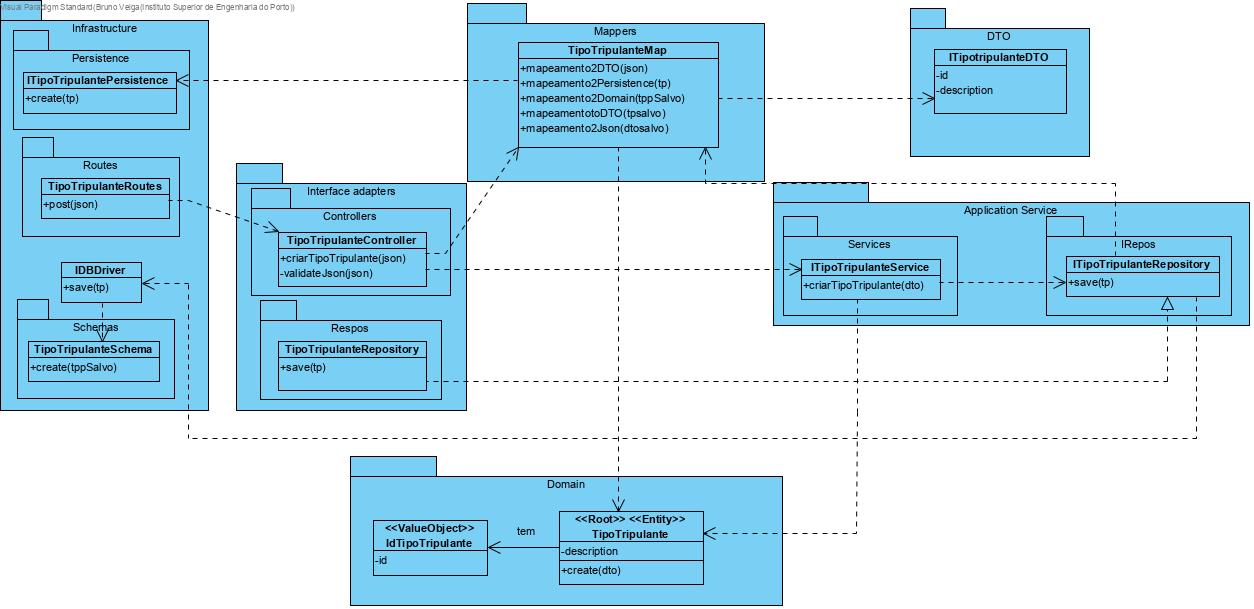 Visual Paradigm Standard(Bruno Veiga(Instituto Superior de Engenharia do Porto))
Infrastructure
Persistence
ITipoTripulantePersistence
+create(tp)
Routes
TipoTripulanteRoutes
+post(json)
IDBDriver
+save(tp)
Schemas
TipoTripulanteSchema
+create(tppSalvo)
Interface adapters
Controllers
TipoTripulanteController
+criarTipoTripulante(json)
-validateJson(json)
Respos
TipoTripulanteRepository
+save(tp)
Mappers
TipoTripulanteMap
+mapeamento2DTO(json)
+mapeamento2Persistence(tp)
+mapeamento2Domain(tppSalvo)
+mapeamentotoDTO(tpsalvo)
+mapeamento2Json(dtosalvo)
DTO
ITipotripulanteDTO
-id
-description
Application Service
Services
ITipoTripulanteService
+criarTipoTripulante(dto)
IRepos
ITipoTripulanteRepository
+save(tp)
Domain
<<ValueObject>>
IdTipoTripulante
-id
tem
<<Root>> <<Entity>>
TipoTripulante
-description
+create(dto)